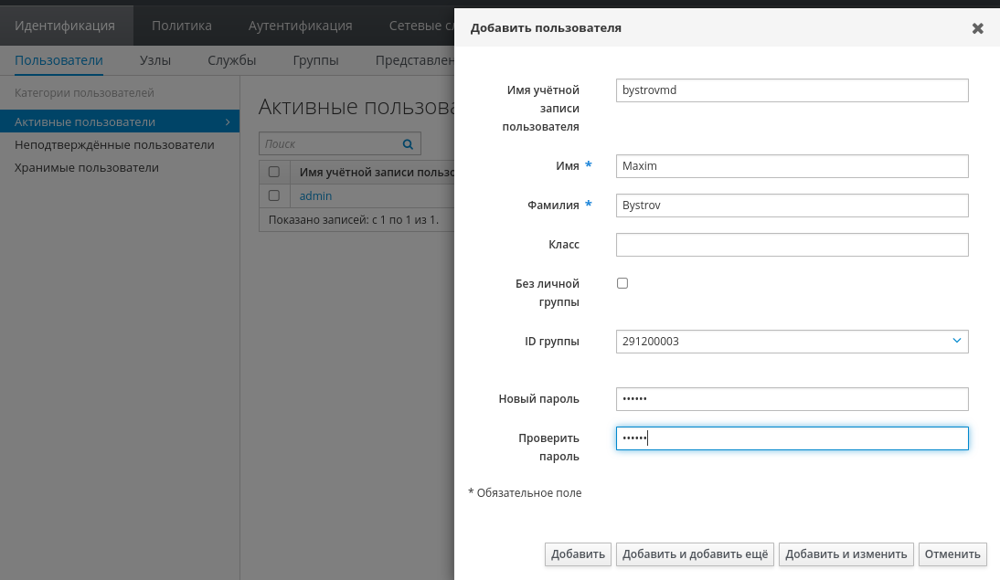 Идентификация Политика Аутентификация Сетевые сл
Пользователи Узлы Службы Группы Представлен
Категории пользователей
Активные пользователи
Неподтверждённые пользователи
Хранимые пользователи
Активные пользова
Поиск
Имя учётной записи пользо
admin
Показано записей: с 1 по 1 из 1.
Добавить пользователя
Имя учётной
записи
пользователя
bystrovmd
Имя * Maxim
Фамилия * Bystrov
Класс
Без личной
группы
ID группы 291200003
Новый пароль ••••••
Проверить
пароль
••••••
* Обязательное поле
Добавить Добавить и добавить ещё Добавить и изменить Отменить